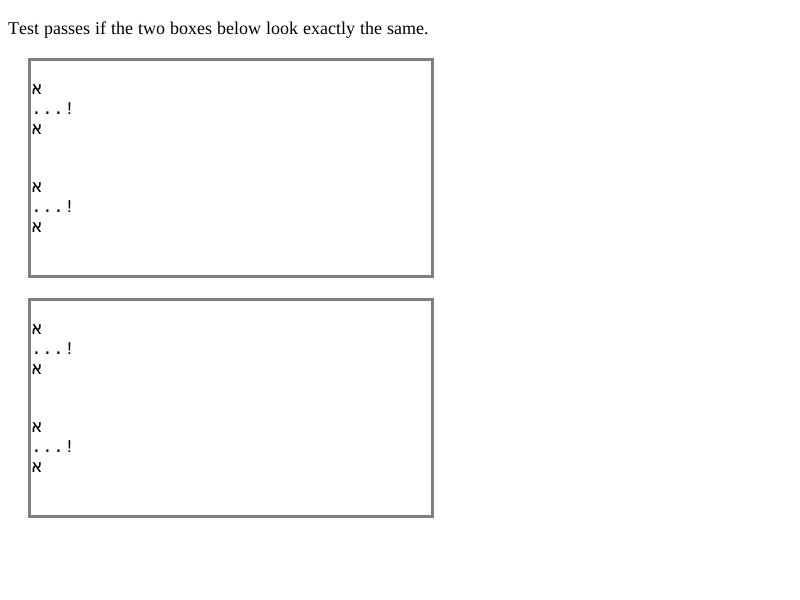 Test passes if the two boxes below look exactly the same.
א
...!
א
א
...!
א
א
...!
א
א
...!
א